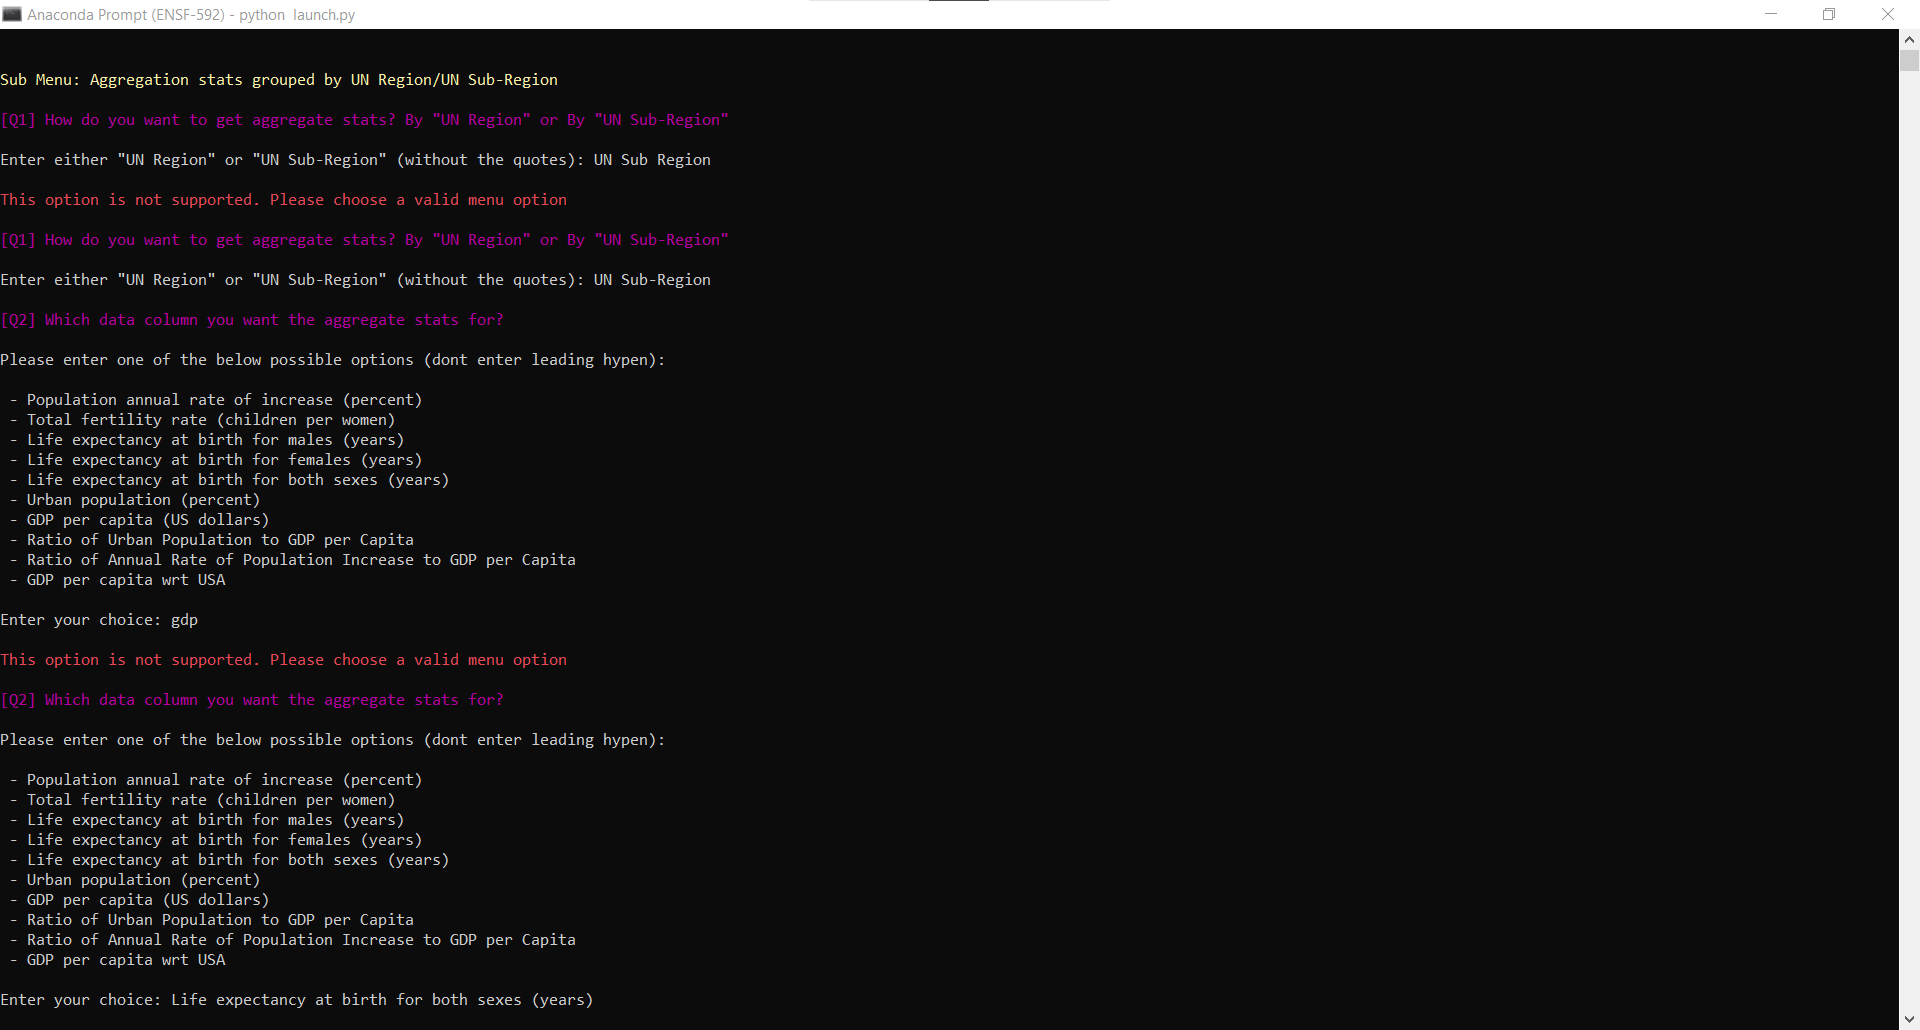 Anaconda Prompt (ENSF-592) - python  launch.py
Sub Menu: Aggregation stats grouped by UN Region/UN Sub-Region
[Q1] How do you want to get aggregate stats? By "UN Region" or By "UN Sub-Region"
Enter either "UN Region" or "UN Sub-Region" (without the quotes): UN Sub Region
This option is not supported. Please choose a valid menu option
[Q1] How do you want to get aggregate stats? By "UN Region" or By "UN Sub-Region"
Enter either "UN Region" or "UN Sub-Region" (without the quotes): UN Sub-Region
[Q2] Which data column you want the aggregate stats for?
Please enter one of the below possible options (dont enter leading hypen):
- Population annual rate of increase (percent)
- Total fertility rate (children per women)
- Life expectancy at birth for males (years)
- Life expectancy at birth for females (years)
- Life expectancy at birth for both sexes (years)
- Urban population (percent)
- GDP per capita (US dollars)
- Ratio of Urban Population to GDP per Capita
- Ratio of Annual Rate of Population Increase to GDP per Capita
- GDP per capita wrt USA
Enter your choice: gdp
This option is not supported. Please choose a valid menu option
[Q2] Which data column you want the aggregate stats for?
Please enter one of the below possible options (dont enter leading hypen):
- Population annual rate of increase (percent)
- Total fertility rate (children per women)
- Life expectancy at birth for males (years)
- Life expectancy at birth for females (years)
- Life expectancy at birth for both sexes (years)
- Urban population (percent)
- GDP per capita (US dollars)
- Ratio of Urban Population to GDP per Capita
- Ratio of Annual Rate of Population Increase to GDP per Capita
- GDP per capita wrt USA
Enter your choice: Life expectancy at birth for both sexes (years)